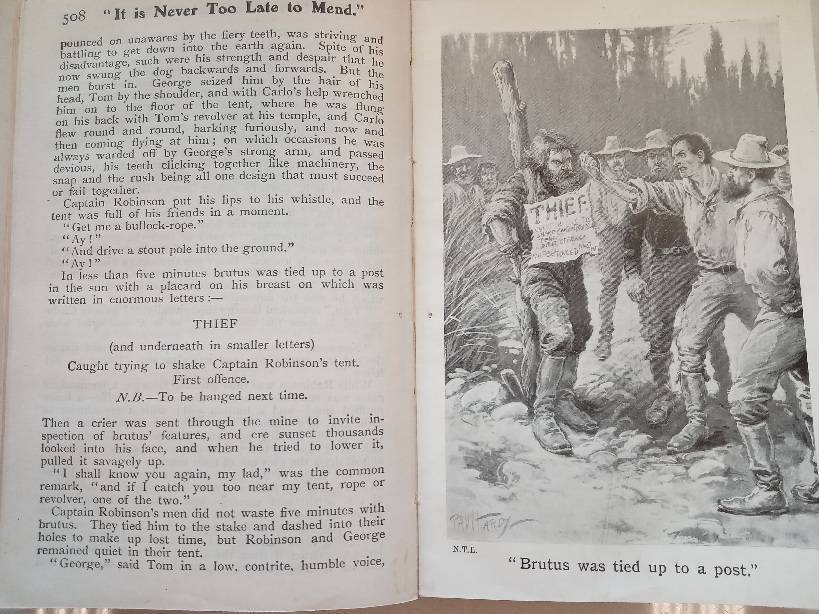 508 "It is Never Too Late to Mend."
pounced on unawares by the fiery teeth, was striving and
battling to get down into the earth again. Spite of his
disadvantage, such were his strength and despair that he
now swung the dog backwards and forwards. But the
men burst in. George seized him by the hair of his
head, Tom by the shoulder, and with Carlo's help wrenched
him on to the floor of the tent, where he was flung
on his back with Tom's revolver at his temple, and Carlo
flew round and round, barking furiously, and now and
then coming flying at him; on which occasions he was
always warded off by George's strong arm, and passed
devious, his teeth clicking together like machinery, the
snap and the rush being all one design that must succeed
or fail together.
Captain Robinson put his lips to his whistle, and the
tent was full of his friends in a moment.
"Get me a bullock-rope."
"Ay!"
"And drive a stout pole into the ground."
"Ay!"
In less than five minutes brutus was tied up to a post
in the sun with a placard on his breast on which was
written in enormous letters:—
THIEF
(and underneath in smaller letters)
Caught trying to shake Captain Robinson's tent.
First offence.
N.B.—To be hanged next time.
Then a crier was sent through the mine to invite in-
spection of brutus' features, and ere sunset thousands
looked into his face, and when he tried to lower it,
pulled it savagely up.
"I shall know you again, my lad," was the common
remark, "and if I catch you too near my tent, rope or
revolver, one of the two."
Captain Robinson's men did not waste five minutes with
brutus. They tied him to the stake and dashed into their
holes to make up lost time, but Robinson and George
remained quiet in their tent.
"George," said Tom in a low, contrite, humble voice,
THIEF
PAUL HARDY
N.T.L.
"Brutus was tied up to a post."